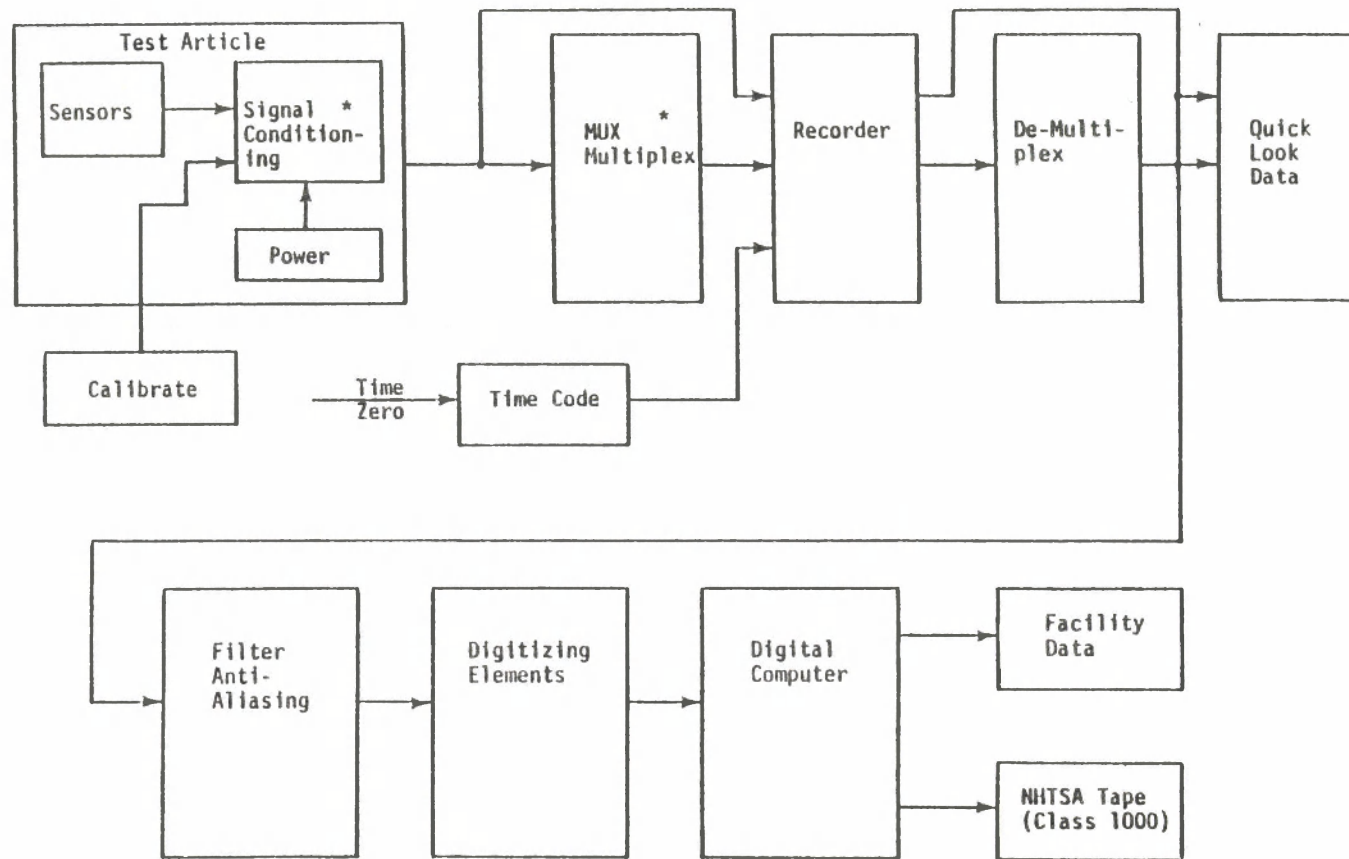 Test Article
Sensors
Signal *
Condition-
ing
Power
MUX *
Multiplex
Recorder
De-Multi-
plex
Quick
Look
Data
Calibrate
Time
Zero
Time Code
Filter
Anti-
Aliasing
Digitizing
Elements
Digital
Computer
Facility
Data
NHTSA Tape
(Class 1000)